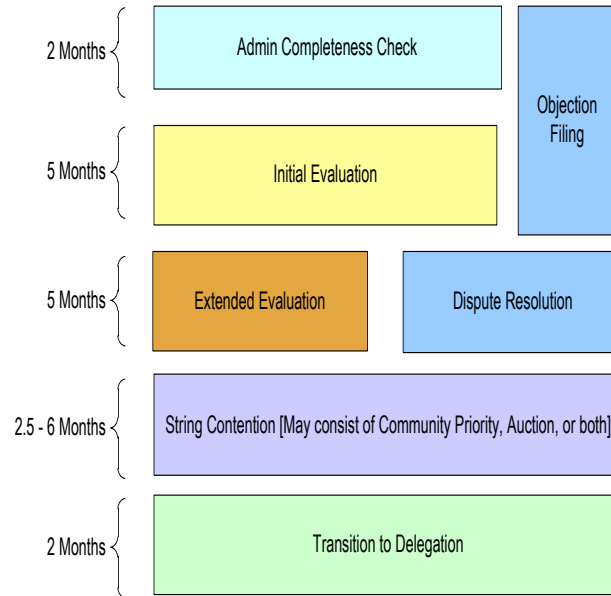 2 Months
Admin Completeness Check
Objection
Filing
5 Months
Initial Evaluation
5 Months
Extended Evaluation
Dispute Resolution
2.5 - 6 Months
String Contention [May consist of Community Priority, Auction, or both]
2 Months
Transition to Delegation